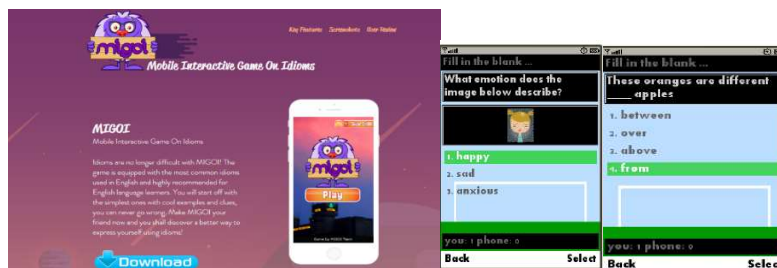 Key Features Screenshots User Review
migoi
Mobile Interactive Game On Idioms
MIGOI
Mobile Interactive Game On Idioms
Idioms are no longer difficult with MIGOI! The
game is equipped with the most common idioms
used in English and highly recommended for
English language learners. You will start off with
the simplest ones with cool examples and clues,
you can never go wrong. Make MIGOI your
friend now and you shall discover a better way to
express yourself using idioms!
Download
migoi
Play
Game by MIGOI Team
Fill in the blank ...
What emotion does the
image below describe?
1. happy
2. sad
3. anxious
you: 1 phone: 0
Back Select
Fill in the blank ...
These oranges are different
____ apples
1. between
2. over
3. above
4. from
you: 1 phone: 0
Back Selec